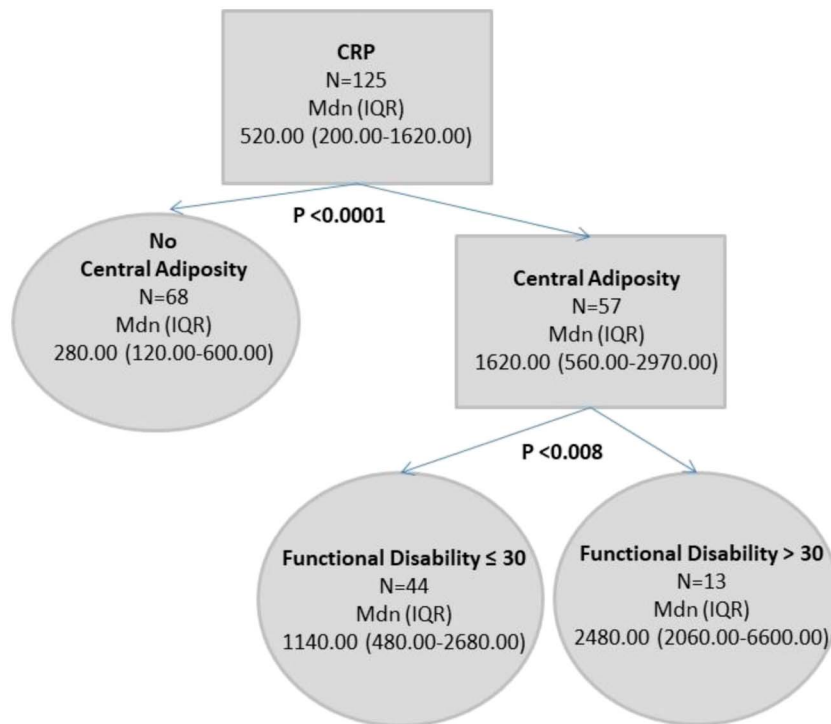 CRP
N=125
Mdn (IQR)
520.00 (200.00-1620.00)
P <0.0001
No
Central Adiposity
N=68
Mdn (IQR)
280.00 (120.00-600.00)
Central Adiposity
N=57
Mdn (IQR)
1620.00 (560.00-2970.00)
P <0.008
Functional Disability ≤ 30
N=44
Mdn (IQR)
1140.00 (480.00-2680.00)
Functional Disability > 30
N=13
Mdn (IQR)
2480.00 (2060.00-6600.00)